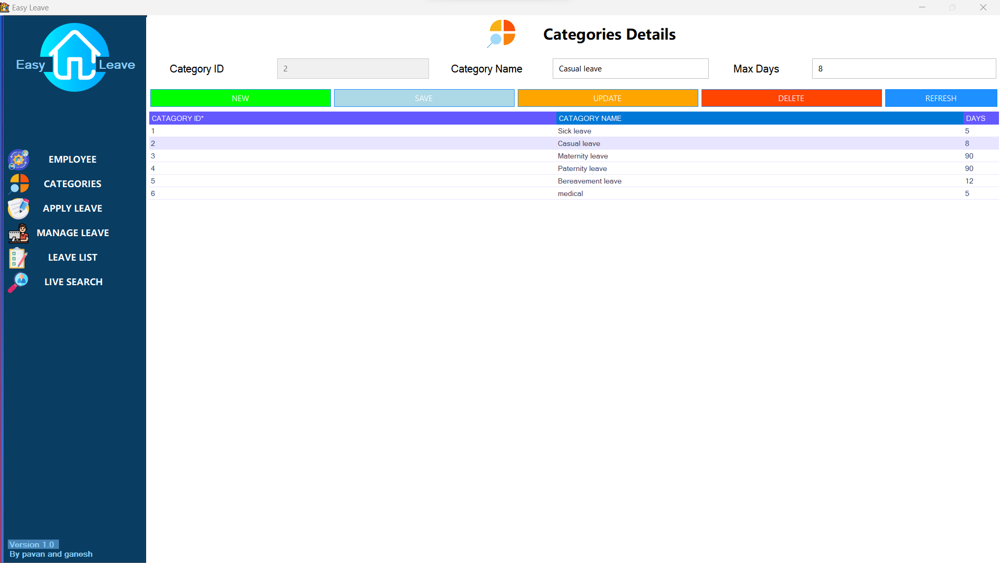 Easy Leave
Easy Leave
Categories Details
Category ID 2 Category Name Casual leave Max Days 8
NEW SAVE UPDATE DELETE REFRESH
CATAGORY ID* CATAGORY NAME DAYS
1 Sick leave 5
2 Casual leave 8
3 Maternity leave 90
4 Paternity leave 90
5 Bereavement leave 12
6 medical 5
EMPLOYEE
CATEGORIES
APPLY LEAVE
MANAGE LEAVE
LEAVE LIST
LIVE SEARCH
Version 1.0
By pavan and ganesh